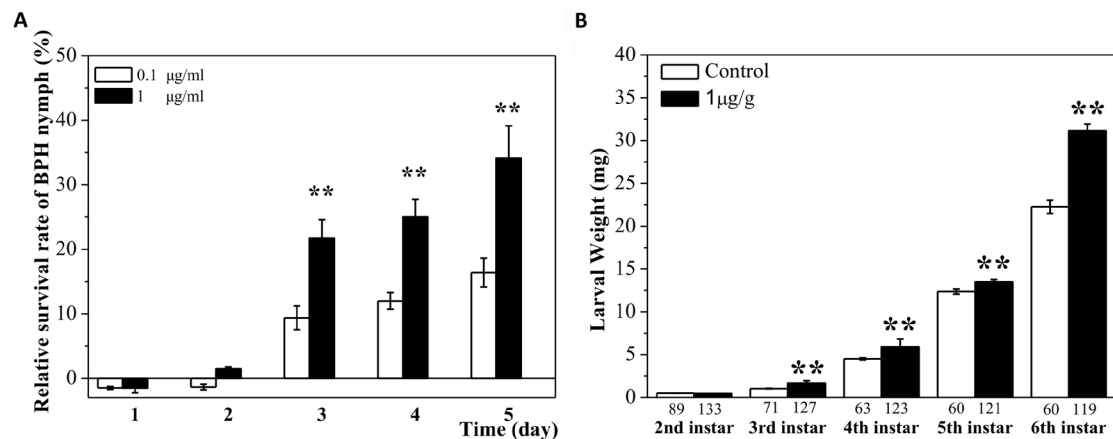 A
Relative survival rate of BPH nymph (%)
50
40
30
20
10
0
0.1 μg/ml
1 μg/ml
**
**
**
1 2 3 4 5
Time (day)
B
Larval Weight (mg)
40
35
30
25
20
15
10
5
0
Control
1μg/g
**
**
**
**
89 133 71 127 63 123 60 121 60 119
2nd instar 3rd instar 4th instar 5th instar 6th instar